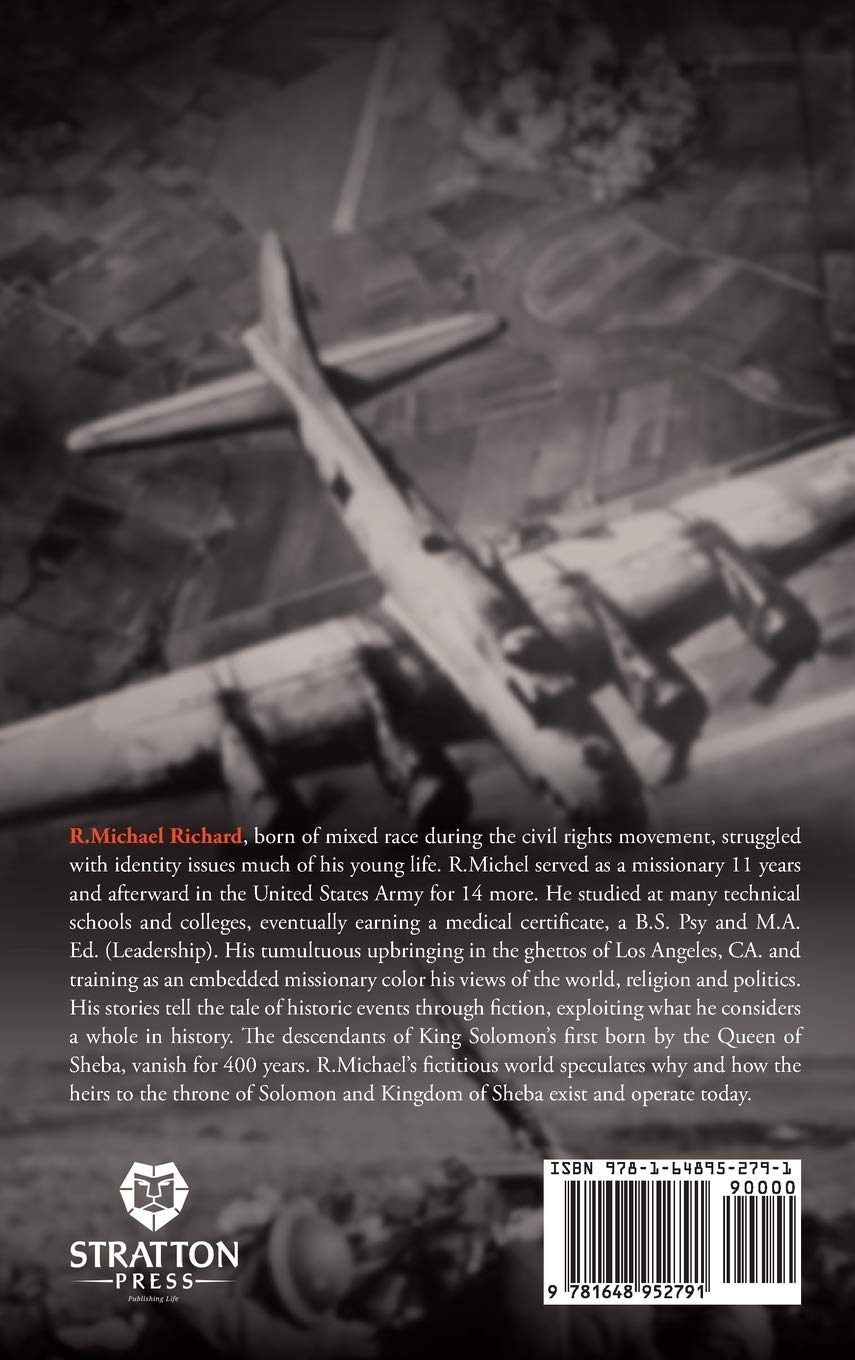 R.Michael Richard, born of mixed race during the civil rights movement, struggled
with identity issues much of his young life. R.Michel served as a missionary 11 years
and afterward in the United States Army for 14 more. He studied at many technical
schools and colleges, eventually earning a medical certificate, a B.S. Psy and M.A.
Ed. (Leadership). His tumultuous upbringing in the ghettos of Los Angeles, CA. and
training as an embedded missionary color his views of the world, religion and politics.
His stories tell the tale of historic events through fiction, exploiting what he considers
a whole in history. The descendants of King Solomon's first born by the Queen of
Sheba, vanish for 400 years. R.Michael's fictitious world speculates why and how the
heirs to the throne of Solomon and Kingdom of Sheba exist and operate today.
STRATTON
PRESS
Publishing Life
ISBN 978-1-64895-279-1
90000
9 781648 952791